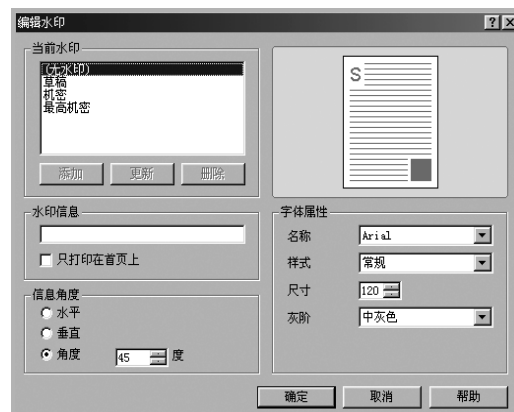 编辑水印
当前水印
(无水印)
草稿
机密
最高机密
添加 更新 删除
S
水印信息
只打印在首页上
信息角度
水平
垂直
角度 45 度
字体属性
名称 Arial
样式 常规
尺寸 120
灰阶 中灰色
确定 取消 帮助